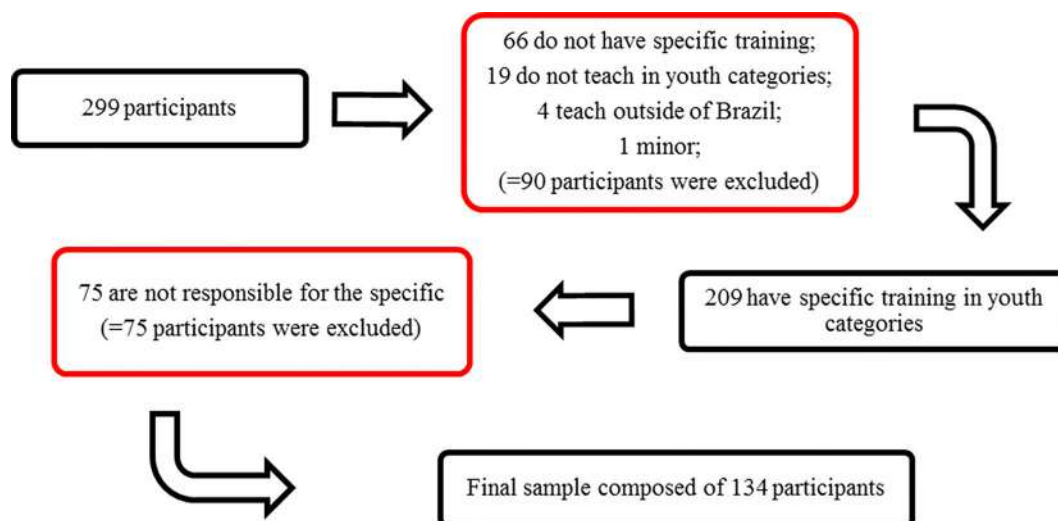 299 participants
66 do not have specific training;
19 do not teach in youth categories;
4 teach outside of Brazil;
1 minor;
(=90 participants were excluded)
209 have specific training in youth
categories
75 are not responsible for the specific
(=75 participants were excluded)
Final sample composed of 134 participants